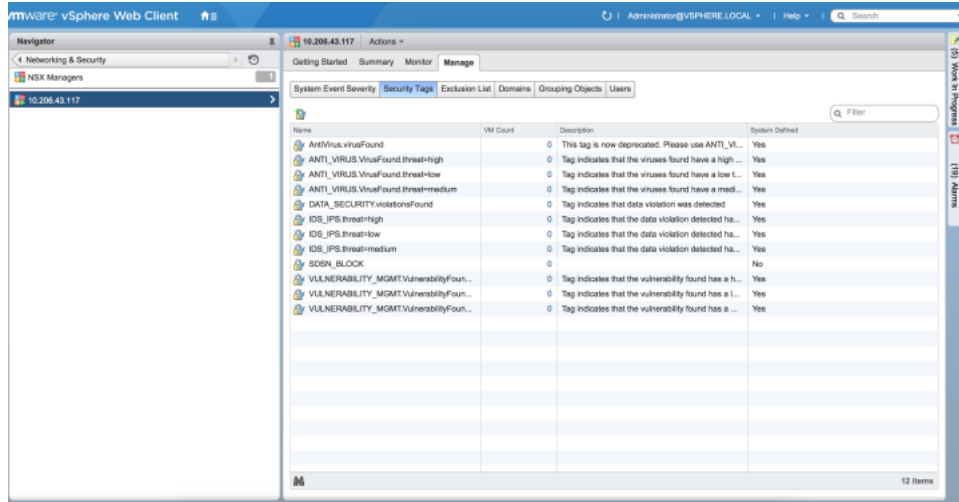 vmware® vSphere Web Client
Administrator@VSPHERE.LOCAL | Help | Search
Navigator
Networking & Security
NSX Managers 1
10.206.43.117
10.206.43.117 Actions
Getting Started Summary Monitor Manage
System Event Severity Security Tags Exclusion List Domains Grouping Objects Users
Filter
Name VM Count Description System Defined
AntiVirus.virusFound 0 This tag is now deprecated. Please use ANTI_VI... Yes
ANTI_VIRUS.VirusFound.threat=high 0 Tag indicates that the viruses found have a high ... Yes
ANTI_VIRUS.VirusFound.threat=low 0 Tag indicates that the viruses found have a low t... Yes
ANTI_VIRUS.VirusFound.threat=medium 0 Tag indicates that the viruses found have a medi... Yes
DATA_SECURITY.violationsFound 0 Tag indicates that data violation was detected Yes
IDS_IPS.threat=high 0 Tag indicates that the data violation detected ha... Yes
IDS_IPS.threat=low 0 Tag indicates that the data violation detected ha... Yes
IDS_IPS.threat=medium 0 Tag indicates that the data violation detected ha... Yes
SDSN_BLOCK 0 No
VULNERABILITY_MGMT.VulnerabilityFoun... 0 Tag indicates that the vulnerability found has a h... Yes
VULNERABILITY_MGMT.VulnerabilityFoun... 0 Tag indicates that the vulnerability found has a l... Yes
VULNERABILITY_MGMT.VulnerabilityFoun... 0 Tag indicates that the vulnerability found has a ... Yes
12 Items
(5) Work In Progress
(19) Alarms